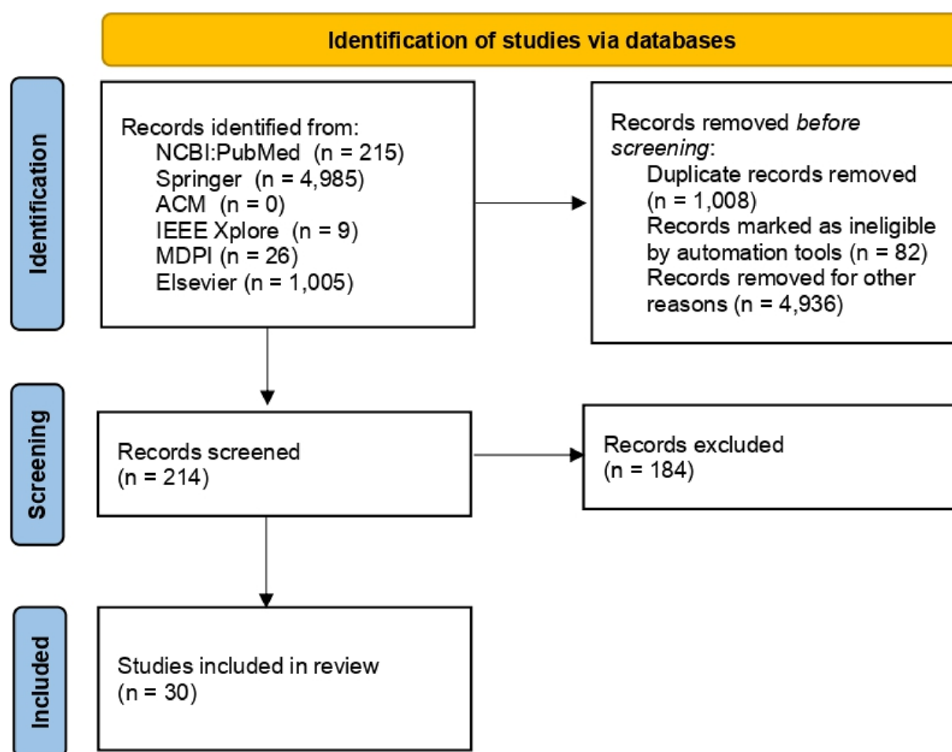 Identification of studies via databases
Identification
Records identified from:
NCBI:PubMed (n = 215)
Springer (n = 4,985)
ACM (n = 0)
IEEE Xplore (n = 9)
MDPI (n = 26)
Elsevier (n = 1,005)
Records removed before
screening:
Duplicate records removed
(n = 1,008)
Records marked as ineligible
by automation tools (n = 82)
Records removed for other
reasons (n = 4,936)
Screening
Records screened
(n = 214)
Records excluded
(n = 184)
Included
Studies included in review
(n = 30)